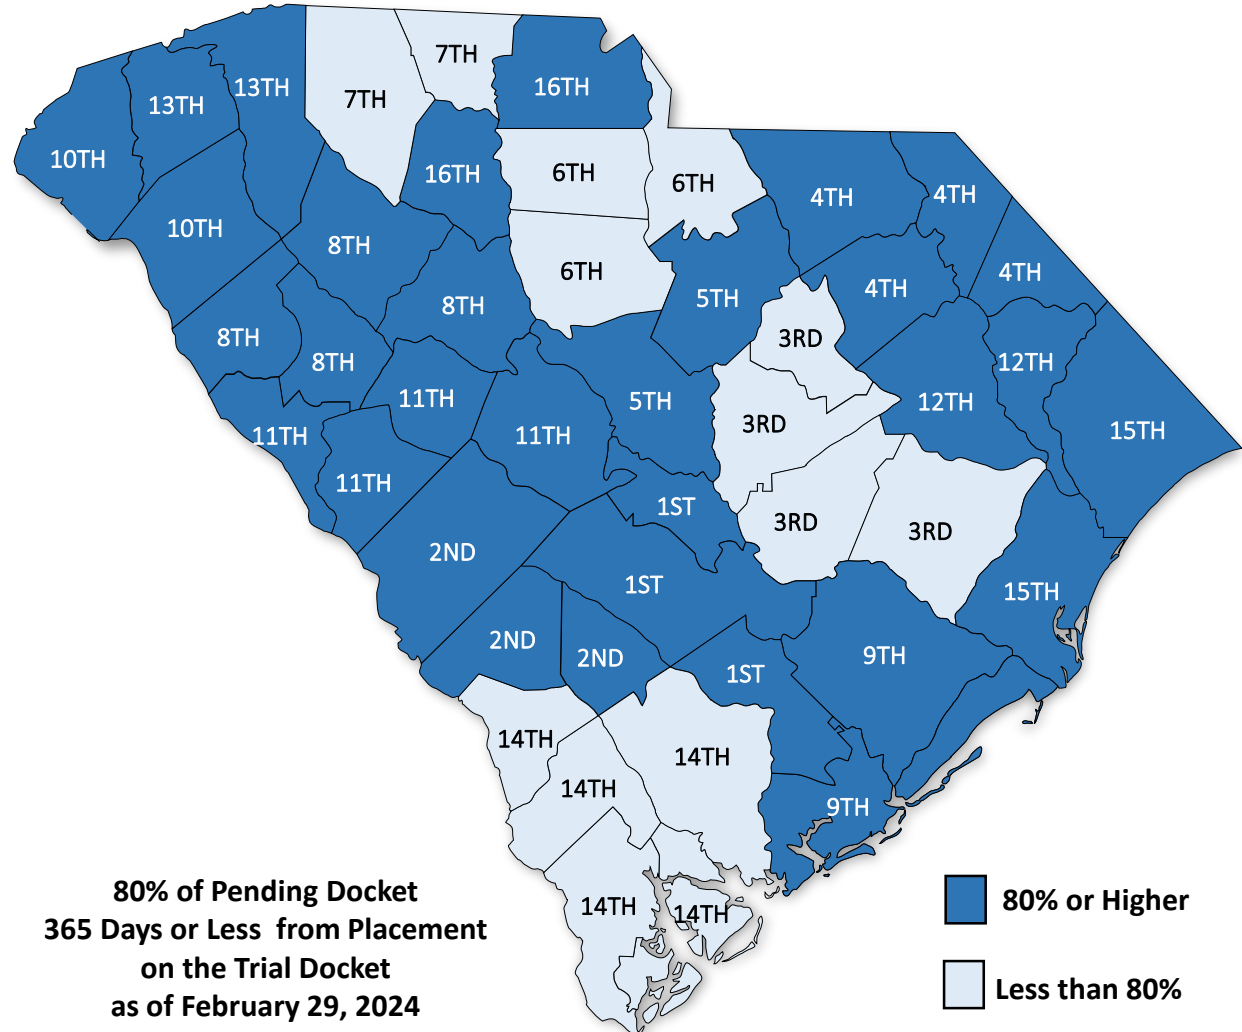 7TH
13TH
16TH
7TH
13TH
10TH
16TH
6TH
6TH
4TH
4TH
10TH
8TH
6TH
4TH
4TH
5TH
8TH
8TH
3RD
8TH
12TH
11TH
5TH
12TH
3RD
15TH
11TH
11TH
11TH
1ST
3RD
3RD
2ND
1ST
15TH
2ND
2ND
9TH
1ST
14TH
14TH
14TH
9TH
14TH
14TH
80% of Pending Docket
365 Days or Less from Placement
on the Trial Docket
as of February 29, 2024
80% or Higher
Less than 80%